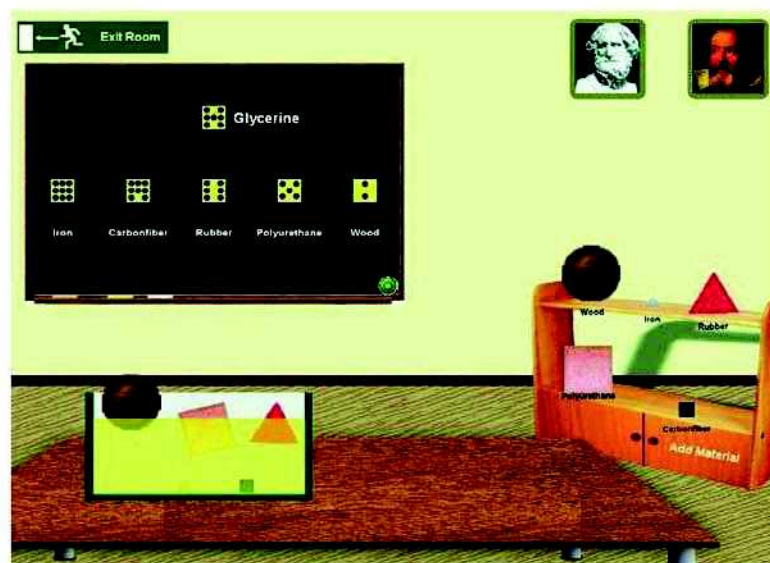 Exit Room
Glycerine
Iron
Carbonfiber
Rubber
Polyurethane
Wood
Wood
Iron
Rubber
Polyurethane
Carbonfiber
Add Material